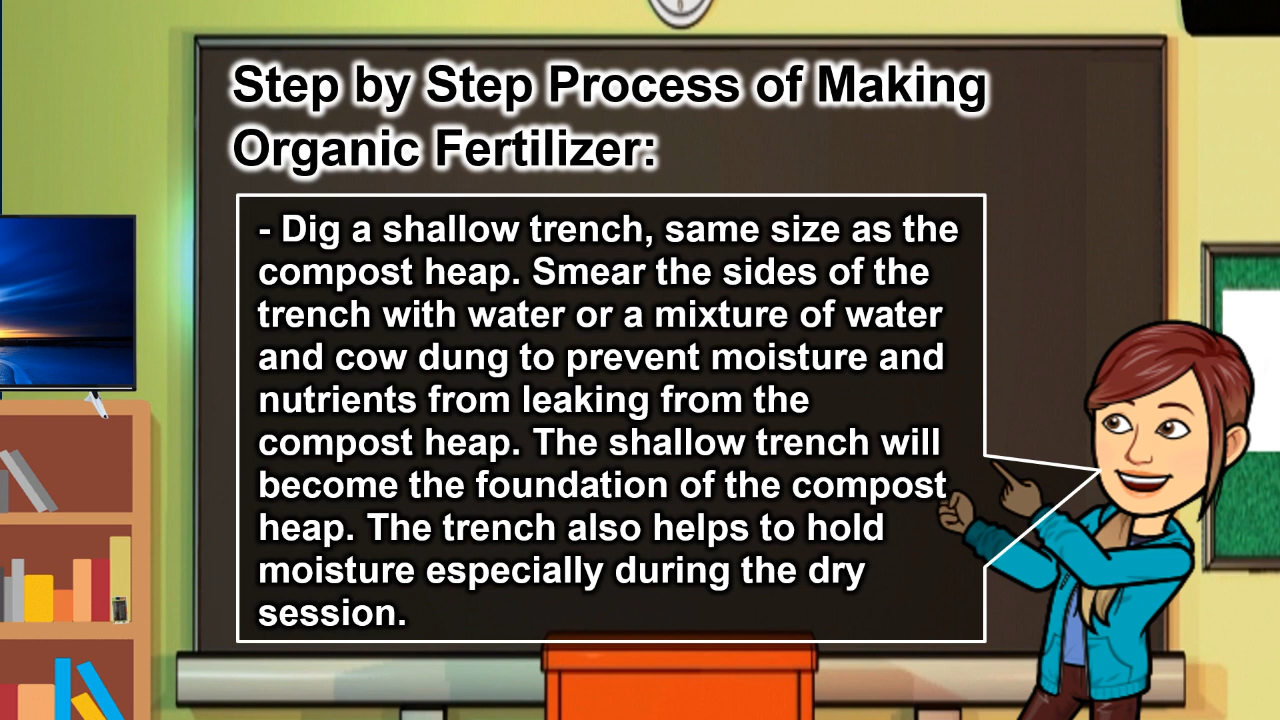 Step by Step Process of Making
Organic Fertilizer:
- Dig a shallow trench, same size as the
compost heap. Smear the sides of the
trench with water or a mixture of water
and cow dung to prevent moisture and
nutrients from leaking from the
compost heap. The shallow trench will
become the foundation of the compost
heap. The trench also helps to hold
moisture especially during the dry
session.